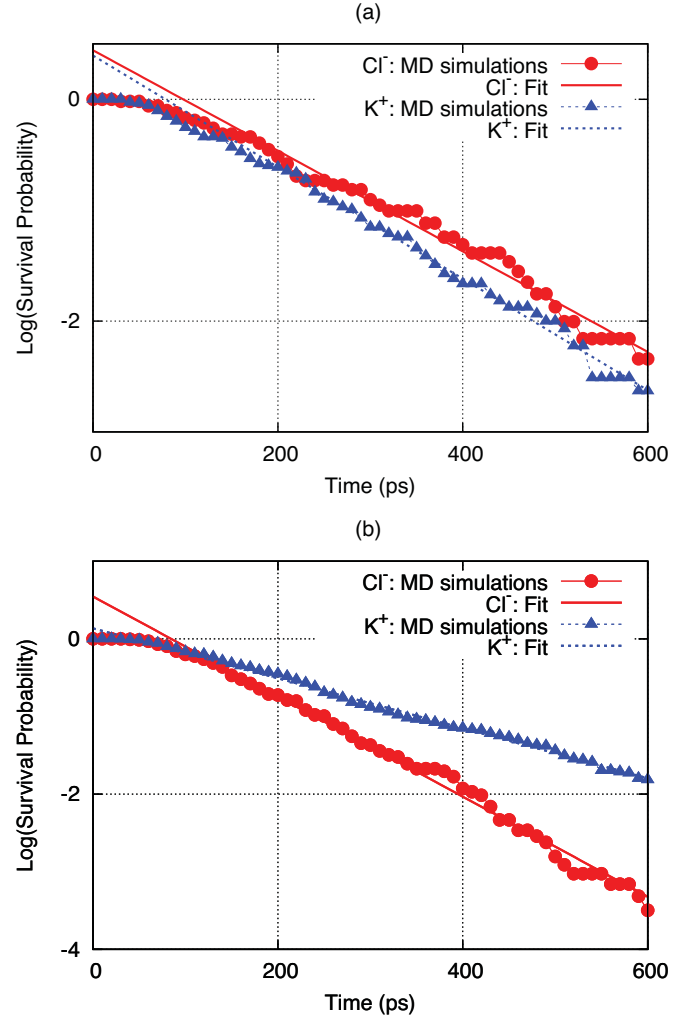 (a)
Cl⁻: MD simulations
Cl⁻: Fit
K⁺: MD simulations
K⁺: Fit
0
-2
Log(Survival Probability)
0 200 400 600
Time (ps)
(b)
Cl⁻: MD simulations
Cl⁻: Fit
K⁺: MD simulations
K⁺: Fit
0
-2
-4
Log(Survival Probability)
0 200 400 600
Time (ps)